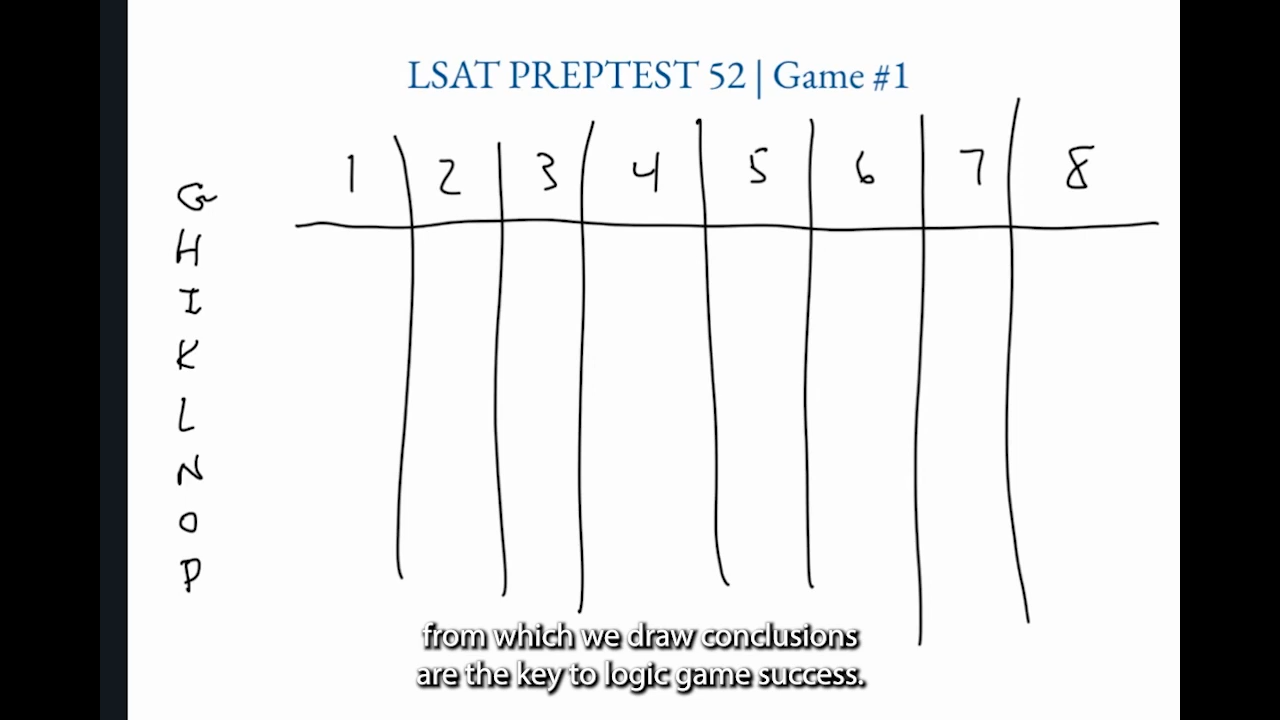 LSAT PREPTEST 52 | Game #1
1 2 3 4 5 6 7 8
G
H
I
K
L
N
O
P
from which we draw conclusions
are the key to logic game success.